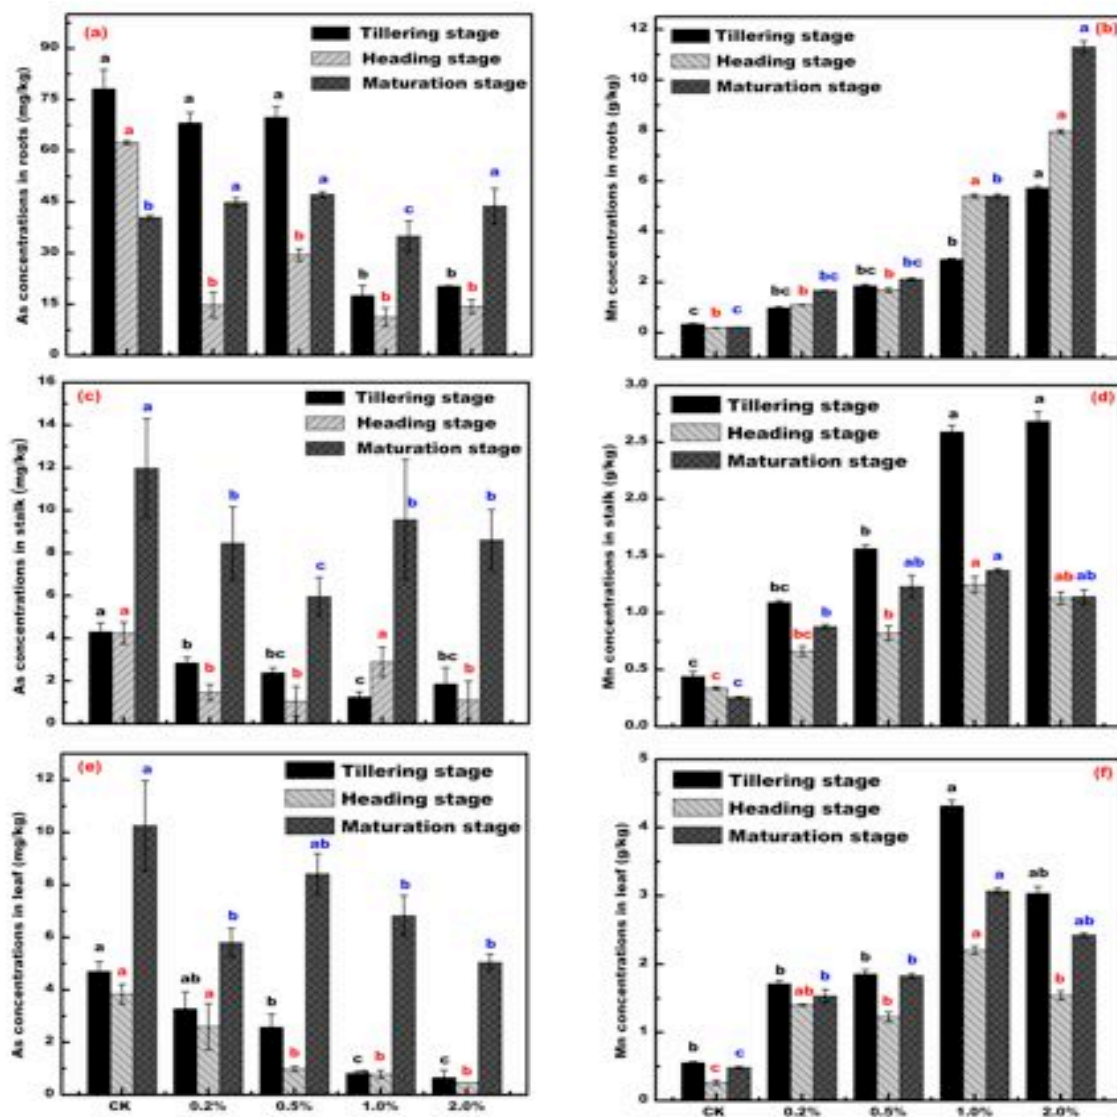 (a)
Tillering stage
Heading stage
Maturation stage
As concentrations in roots (mg/kg)
90
75
60
45
30
15
0
a a b
a b a
a b a
b b c
b b a
(b)
Tillering stage
Heading stage
Maturation stage
Mn concentrations in roots (g/kg)
12
10
8
6
4
2
0
c b c
bc b bc
bc b bc
b a b
a a a
(c)
Tillering stage
Heading stage
Maturation stage
As concentrations in stalk (mg/kg)
16
14
12
10
8
6
4
2
0
a a a
b b b
bc b c
c a b
bc b b
(d)
Tillering stage
Heading stage
Maturation stage
Mn concentrations in stalk (g/kg)
3.0
2.5
2.0
1.5
1.0
0.5
0.0
c c c
bc bc b
b b ab
a a a
a ab ab
(e)
Tillering stage
Heading stage
Maturation stage
As concentrations in leaf (mg/kg)
12
10
8
6
4
2
0
a a a
ab a b
b b ab
c b b
c b b
CK 0.2% 0.5% 1.0% 2.0%
(f)
Tillering stage
Heading stage
Maturation stage
Mn concentrations in leaf (g/kg)
5
4
3
2
1
0
b c c
b ab b
b b b
a a a
ab b ab
CK 0.2% 0.5% 1.0% 2.0%